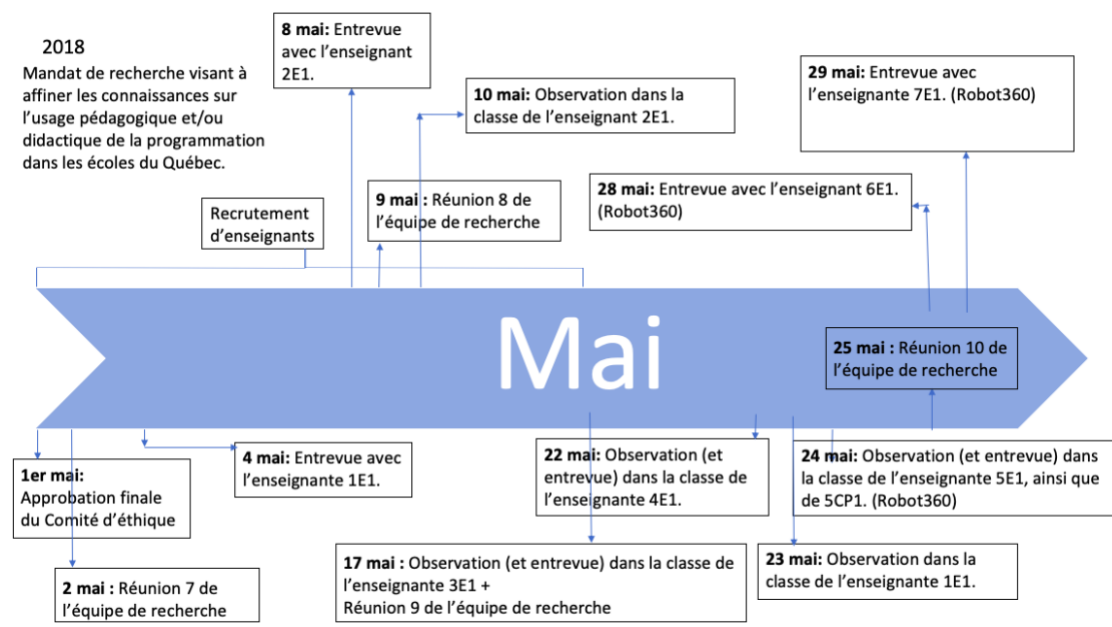 2018
Mandat de recherche visant à
affiner les connaissances sur
l'usage pédagogique et/ou
didactique de la programmation
dans les écoles du Québec.
8 mai: Entrevue
avec l'enseignant
2E1.
10 mai: Observation dans la
classe de l'enseignant 2E1.
29 mai: Entrevue avec
l'enseignante 7E1. (Robot360)
9 mai : Réunion 8 de
l'équipe de recherche
28 mai: Entrevue avec l'enseignant 6E1.
(Robot360)
Recrutement
d'enseignants
Mai
25 mai : Réunion 10 de
l'équipe de recherche
1er mai:
Approbation finale
du Comité d'éthique
4 mai: Entrevue avec
l'enseignante 1E1.
22 mai: Observation (et
entrevue) dans la classe de
l'enseignante 4E1.
24 mai: Observation (et entrevue) dans
la classe de l'enseignante 5E1, ainsi que
de 5CP1. (Robot360)
2 mai : Réunion 7 de
l'équipe de recherche
17 mai : Observation (et entrevue) dans la classe de
l'enseignante 3E1 +
Réunion 9 de l'équipe de recherche
23 mai: Observation dans la
classe de l'enseignante 1E1.